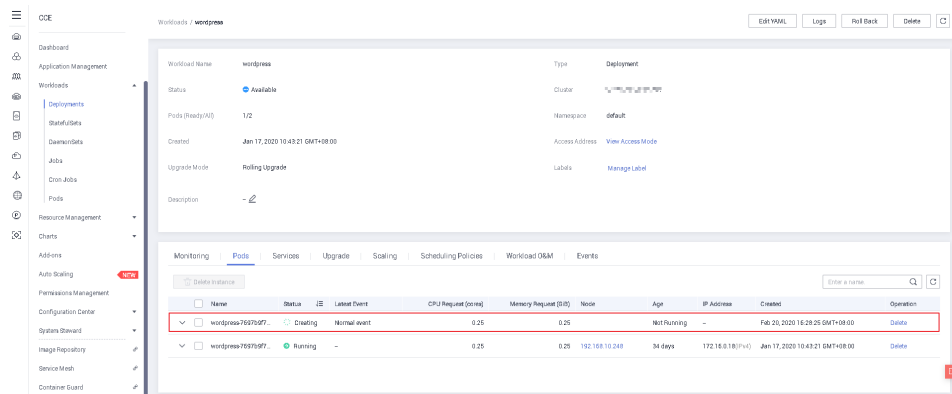 CCE
Dashboard
Application Management
Workloads
Deployments
StatefulSets
DaemonSets
Jobs
Cron Jobs
Pods
Resource Management
Charts
Add-ons
Auto Scaling NEW
Permissions Management
Configuration Center
System Steward
Image Repository
Service Mesh
Container Guard
Workloads / wordpress
Edit YAML Logs Roll Back Delete
Workload Name wordpress Type Deployment
Status Available Cluster
Pods (Ready/All) 1/2 Namespace default
Created Jan 17, 2020 10:43:21 GMT+08:00 Access Address View Access Mode
Upgrade Mode Rolling Upgrade Labels Manage Label
Description –
Monitoring Pods Services Upgrade Scaling Scheduling Policies Workload O&M Events
Delete Instance Enter a name.
Name Status Latest Event CPU Request (cores) Memory Request (GiB) Node Age IP Address Created Operation
wordpress-7697b9f7... Creating Normal event 0.25 0.25 Not Running – Feb 20, 2020 16:28:25 GMT+08:00 Delete
wordpress-7697b9f7... Running – 0.25 0.25 192.168.10.248 34 days 172.16.0.18(IPv4) Jan 17, 2020 10:43:21 GMT+08:00 Delete